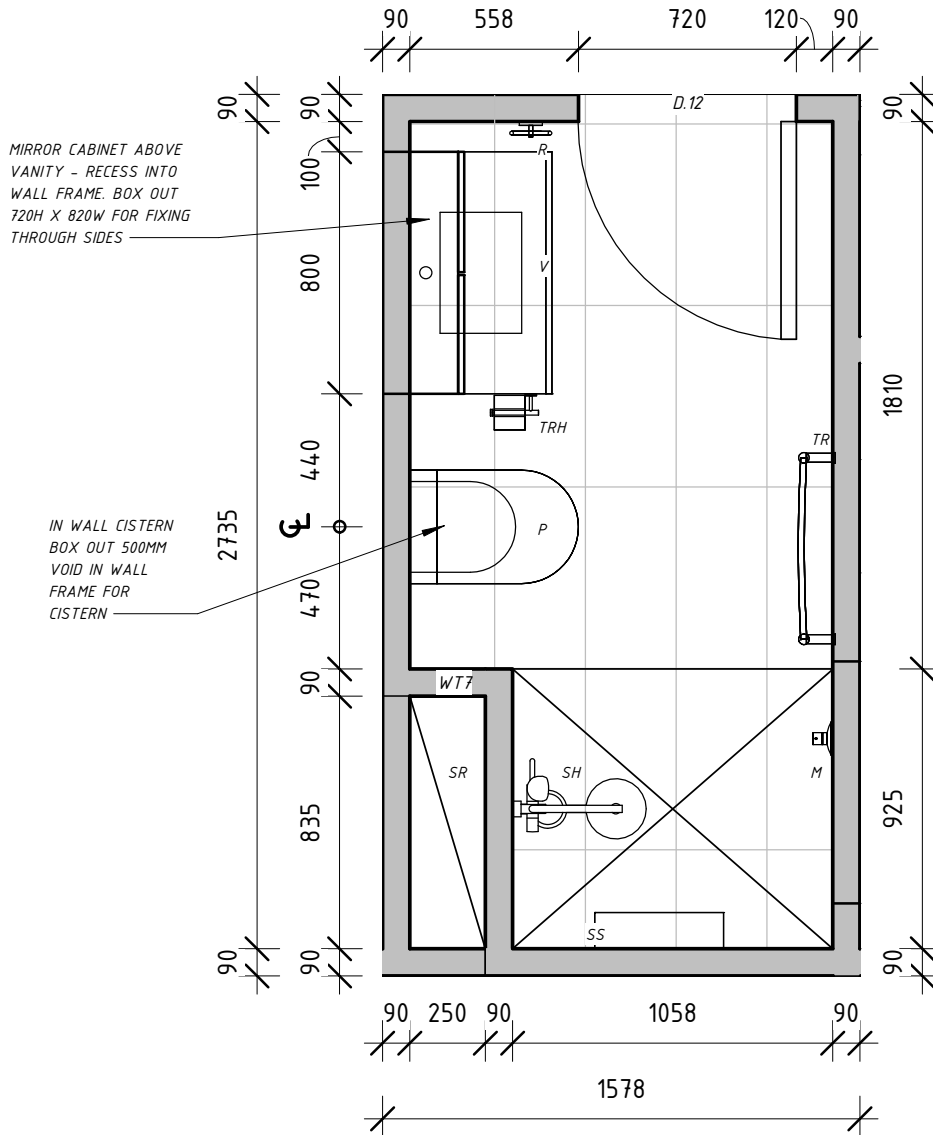 90 558 720 120 90
90 90 D.12 90
MIRROR CABINET ABOVE
VANITY - RECESS INTO
WALL FRAME. BOX OUT
720H X 820W FOR FIXING
THROUGH SIDES
100
R
800
V
1810
TRH
TR
440
IN WALL CISTERN
BOX OUT 500MM
VOID IN WALL
FRAME FOR
CISTERN
2735
CL
P
470
90
WT7
SR
SH
M
835
925
SS
90 90 90
90 250 90 1058 90
1578